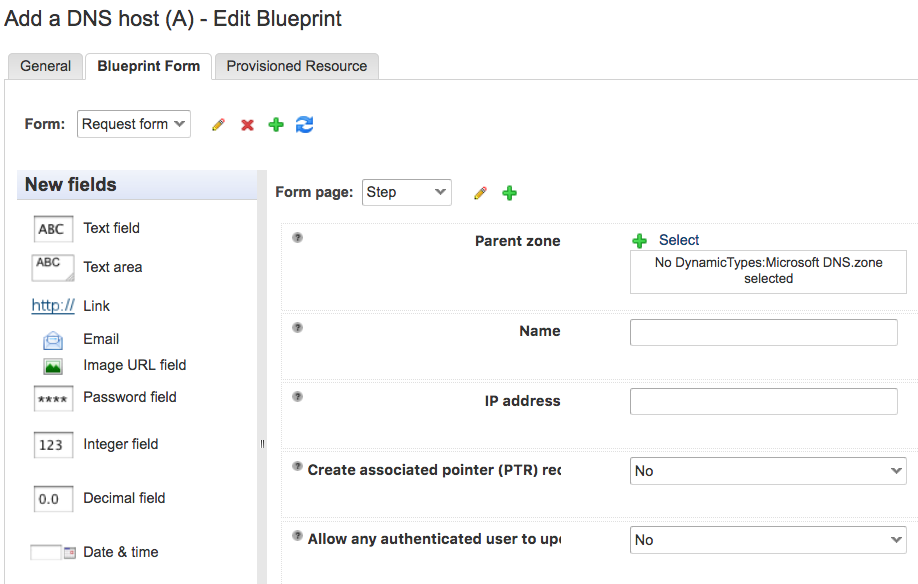 Add a DNS host (A) - Edit Blueprint
General
Blueprint Form
Provisioned Resource
Form:
Request form
New fields
ABC
Text field
ABC
Text area
http://
Link
Email
Image URL field
****
Password field
123
Integer field
0.0
Decimal field
Date & time
Form page:
Step
?
Parent zone
Select
No DynamicTypes:Microsoft DNS.zone
selected
?
Name
?
IP address
?
Create associated pointer (PTR) rec
No
?
Allow any authenticated user to upd
No